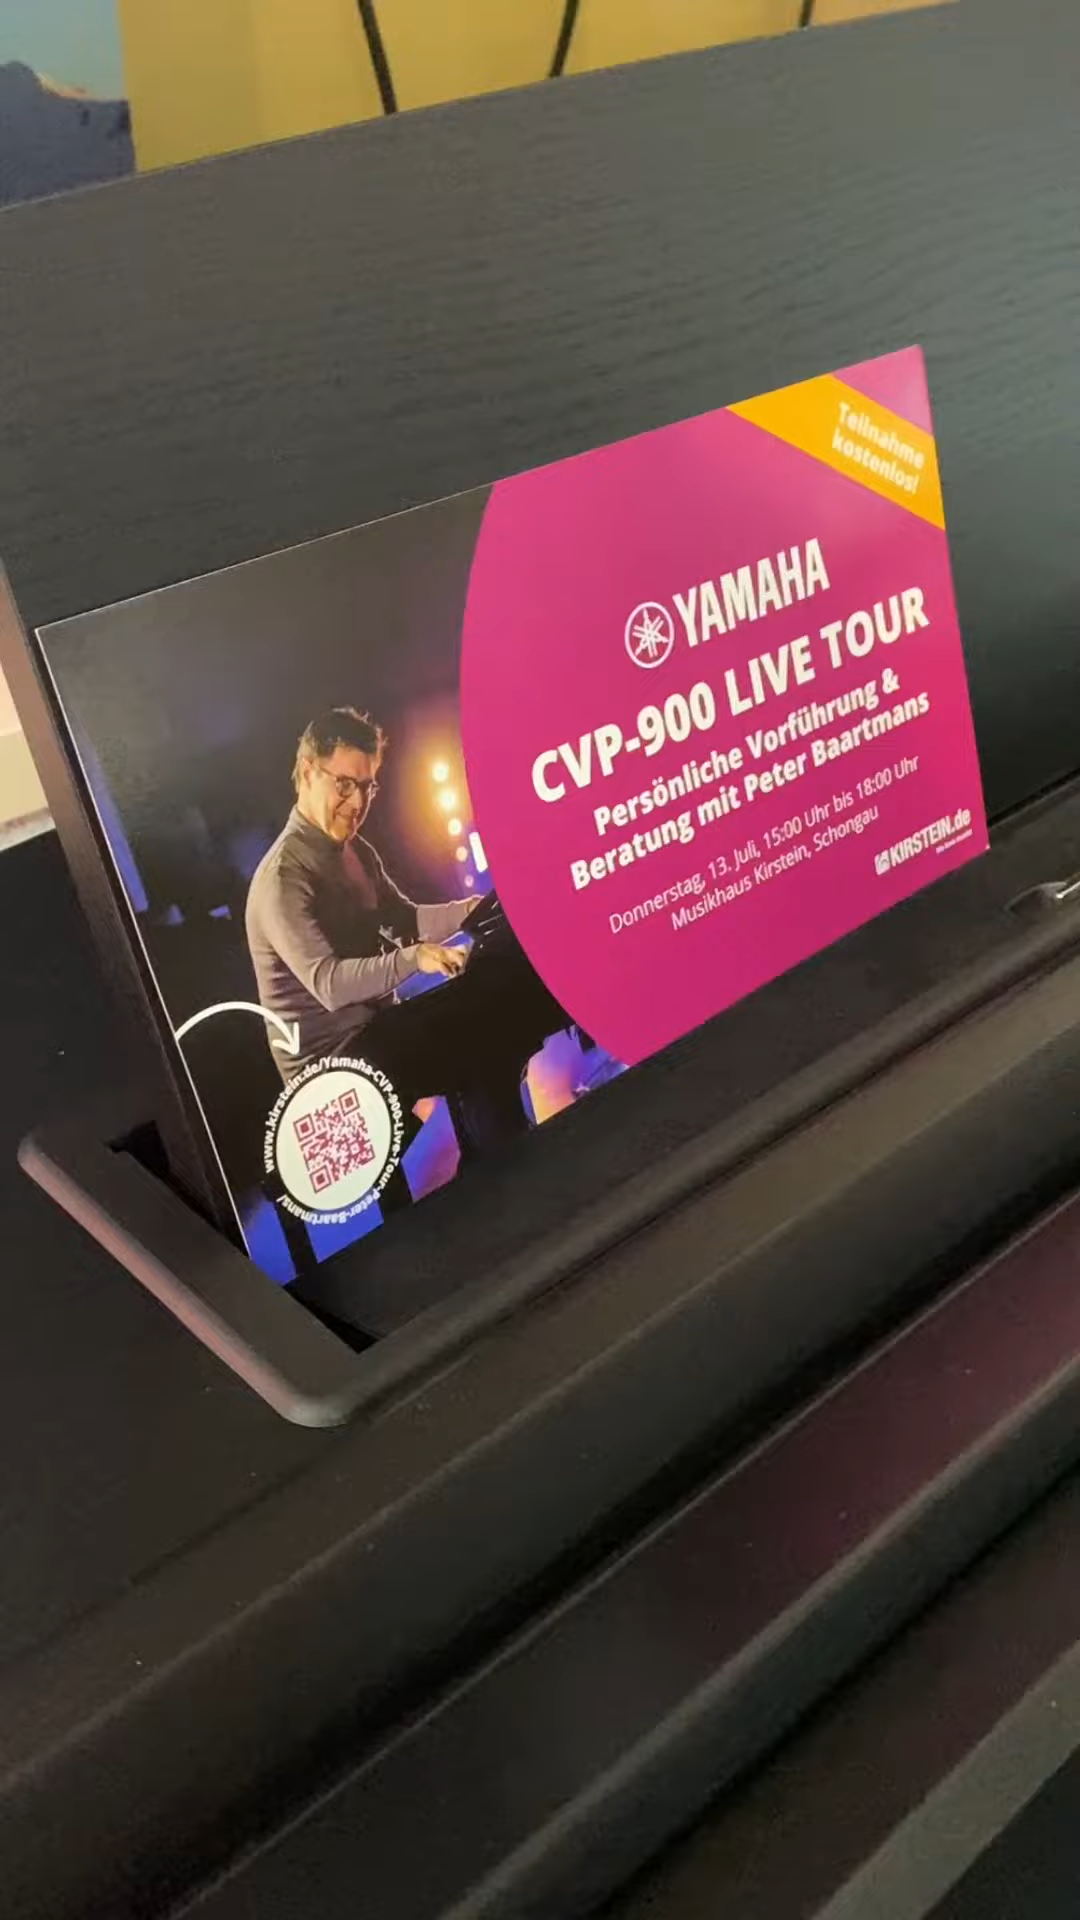 Teilnahme
kostenlos!
YAMAHA
CVP-900 LIVE TOUR
Persönliche Vorführung &
Beratung mit Peter Baartmans
Donnerstag, 13. Juli, 15:00 Uhr bis 18:00 Uhr
Musikhaus Kirstein, Schongau
KIRSTEIN.de
www.kirstein.de/Yamaha-CVP-900-Live-Tour-Peter-Baartmans/